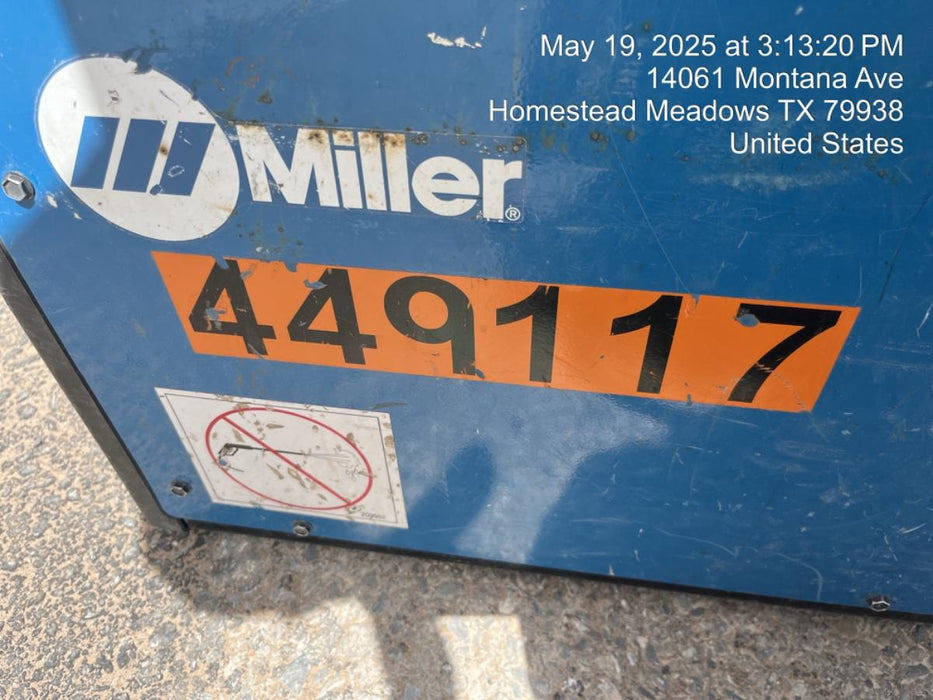 May 19, 2025 at 3:13:20 PM
14061 Montana Ave
Homestead Meadows TX 79938
United States
Miller®
449117